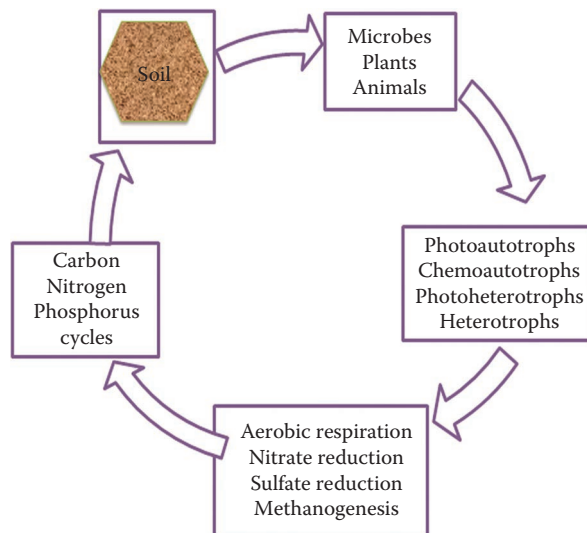 Soil
Microbes
Plants
Animals
Photoautotrophs
Chemoautotrophs
Photoheterotrophs
Heterotrophs
Aerobic respiration
Nitrate reduction
Sulfate reduction
Methanogenesis
Carbon
Nitrogen
Phosphorus
cycles